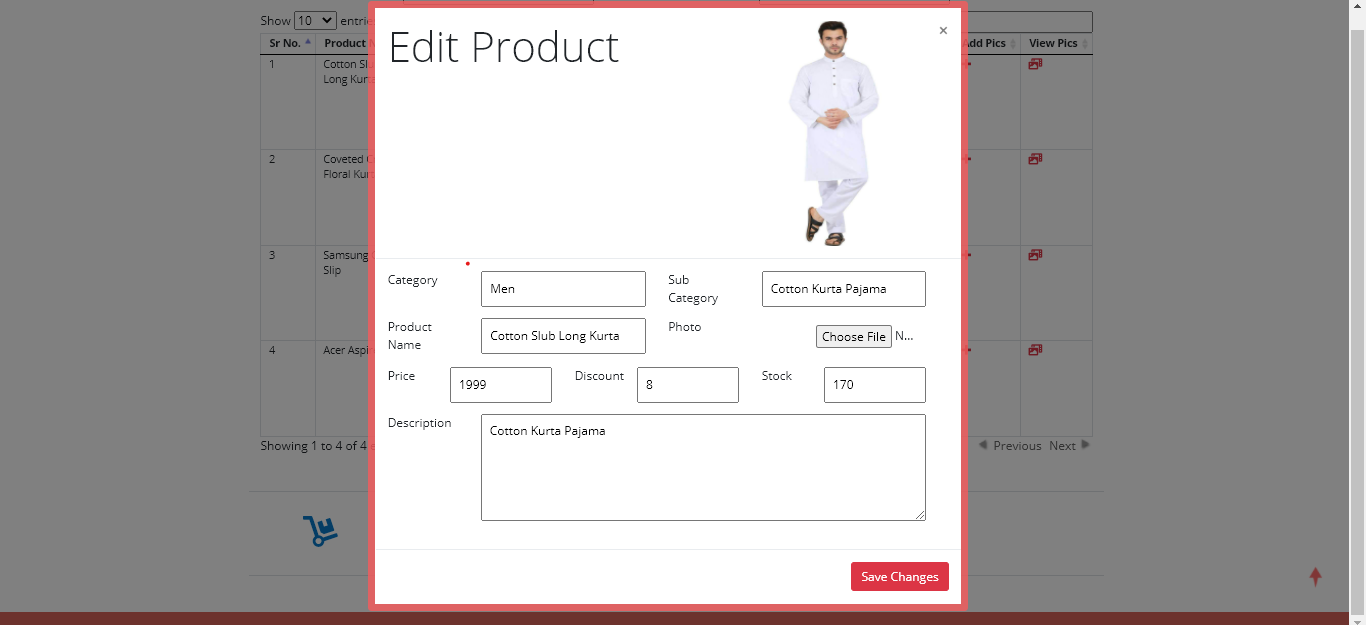 Show 10 entri
Sr No. Product N Add Pics View Pics
1 Cotton Slu
Long Kurt
2 Coveted C
Floral Kur
3 Samsung
Slip
4 Acer Aspi
Showing 1 to 4 of 4
Previous Next
Edit Product
×
Category Men
Sub
Category Cotton Kurta Pajama
Product
Name Cotton Slub Long Kurta
Photo Choose File N...
Price 1999 Discount 8 Stock 170
Description Cotton Kurta Pajama
Save Changes